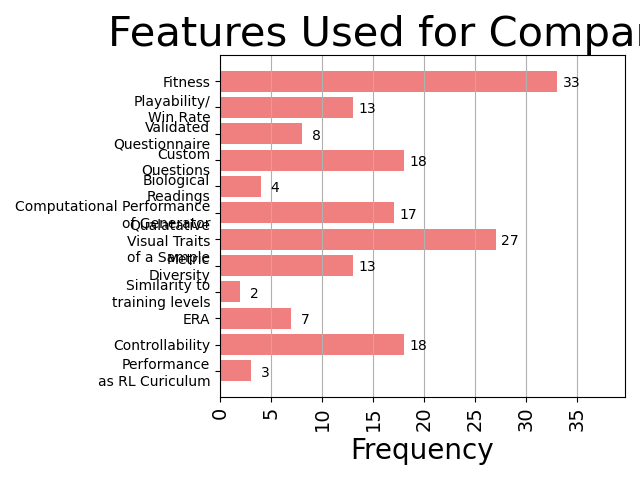 Features Used for Compar
Fitness
33
Playability/
Win Rate
13
Validated
Questionnaire
8
Custom
Questions
18
Biological
Readings
4
Computational Performance
of Generator
17
Qualatative
Visual Traits
of a Sample
27
Metric
Diversity
13
Similarity to
training levels
2
ERA
7
Controllability
18
Performance
as RL Curiculum
3
0 5 10 15 20 25 30 35
Frequency